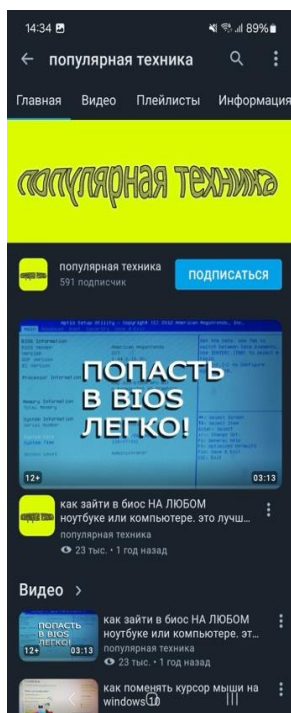 14:34
89%
популярная техника
Главная Видео Плейлисты Информация
популярная техника
популярная техника
591 подписчик
ПОДПИСАТЬСЯ
ПОПАСТЬ
В BIOS
ЛЕГКО!
12+
03:13
как зайти в биос НА ЛЮБОМ
ноутбуке или компьютере. это лучш...
популярная техника
23 тыс. • 1 год назад
Видео
ПОПАСТЬ
В BIOS
ЛЕГКО!
12+
03:13
как зайти в биос НА ЛЮБОМ
ноутбуке или компьютере. эт...
популярная техника
23 тыс. • 1 год назад
как поменять курсор мыши на
windows 10